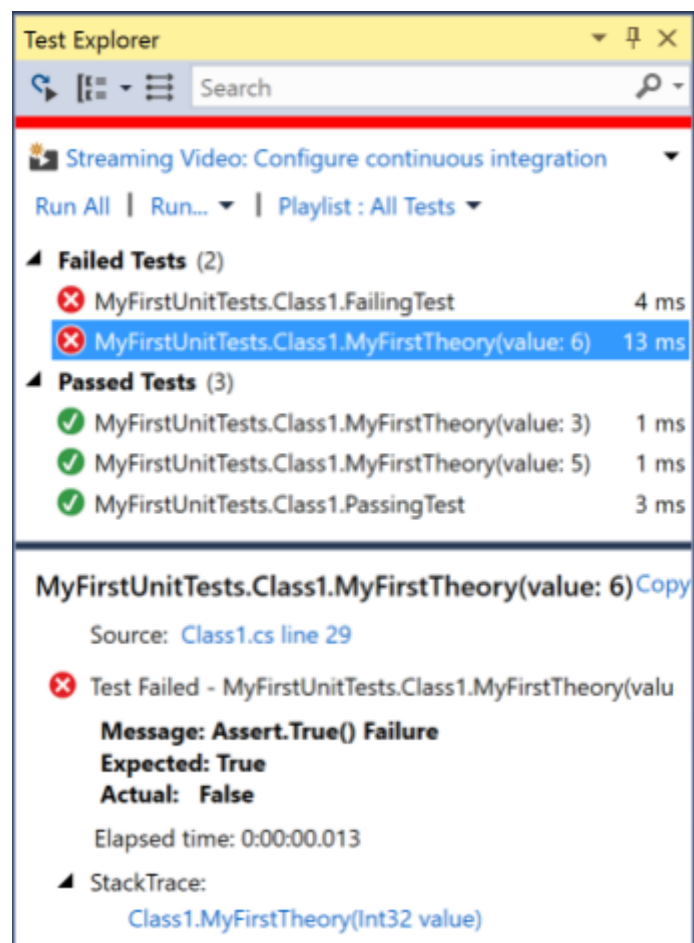 Test Explorer
Search
Streaming Video: Configure continuous integration
Run All | Run... | Playlist : All Tests
Failed Tests (2)
MyFirstUnitTests.Class1.FailingTest 4 ms
MyFirstUnitTests.Class1.MyFirstTheory(value: 6) 13 ms
Passed Tests (3)
MyFirstUnitTests.Class1.MyFirstTheory(value: 3) 1 ms
MyFirstUnitTests.Class1.MyFirstTheory(value: 5) 1 ms
MyFirstUnitTests.Class1.PassingTest 3 ms
MyFirstUnitTests.Class1.MyFirstTheory(value: 6) Copy
Source: Class1.cs line 29
Test Failed - MyFirstUnitTests.Class1.MyFirstTheory(valu
Message: Assert.True() Failure
Expected: True
Actual: False
Elapsed time: 0:00:00.013
StackTrace:
Class1.MyFirstTheory(Int32 value)